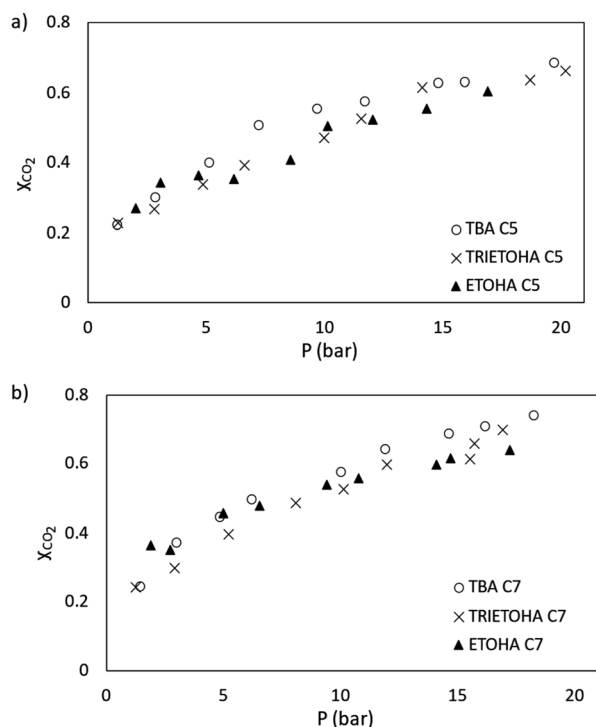 a)
0.8
0.6
0.4
0.2
0
XCO2
0 5 10 15 20
P (bar)
TBA C5
TRIETOHA C5
ETOHA C5
b)
0.8
0.6
0.4
0.2
0
XCO2
0 5 10 15 20
P (bar)
TBA C7
TRIETOHA C7
ETOHA C7